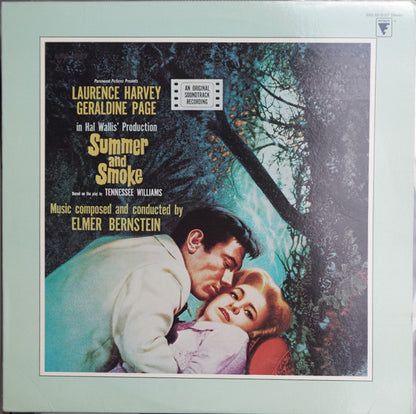 Paramount Pictures Presents
LAURENCE HARVEY
GERALDINE PAGE
in Hal Wallis' Production
Summer
and
Smoke
Based on the play by TENNESSEE WILLIAMS
Music composed and conducted by
ELMER BERNSTEIN
AN ORIGINAL
SOUNDTRACK
RECORDING